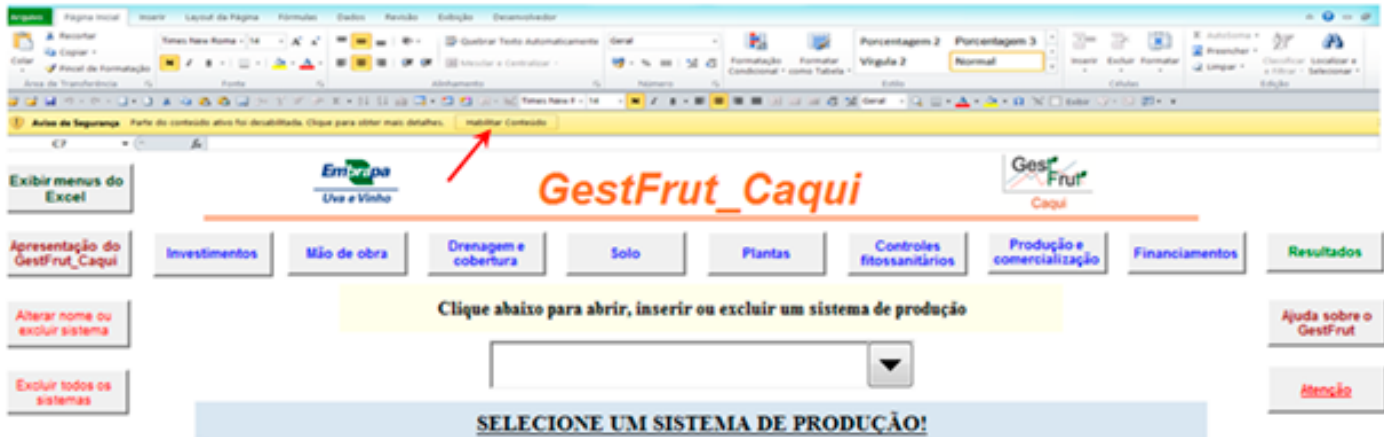 Arquivo Página Inicial Inserir Layout da Página Fórmulas Dados Revisão Exibição Desenvolvedor
Recortar
Copiar
Pincel de Formatação
Colar
Times New Roma 14
Quebrar Texto Automaticamente
Mesclar e Centralizar
Geral
Formatação Condicional
Formatar como Tabela
Porcentagem 2 Porcentagem 3
Vírgula 2 Normal
Inserir Excluir Formatar
AutoSoma
Preencher
Limpar
Classificar e Filtrar
Localizar e Selecionar
Área de Transferência Fonte Alinhamento Número Estilo Células Edição
Times New R 14 Geral
Aviso de Segurança Parte do conteúdo ativo foi desabilitada. Clique para obter mais detalhes. Habilitar Conteúdo
C7 fx
Exibir menus do
Excel
Embrapa
Uva e Vinho
GestFrut_Caqui
Gest
Frut
Caqui
Apresentação do
GestFrut_Caqui
Investimentos
Mão de obra
Drenagem e
cobertura
Solo
Plantas
Controles
fitossanitários
Produção e
comercialização
Financiamentos
Resultados
Clique abaixo para abrir, inserir ou excluir um sistema de produção
Alterar nome ou
excluir sistema
Ajuda sobre o
GestFrut
Excluir todos os
sistemas
Atenção
SELECIONE UM SISTEMA DE PRODUÇÃO!